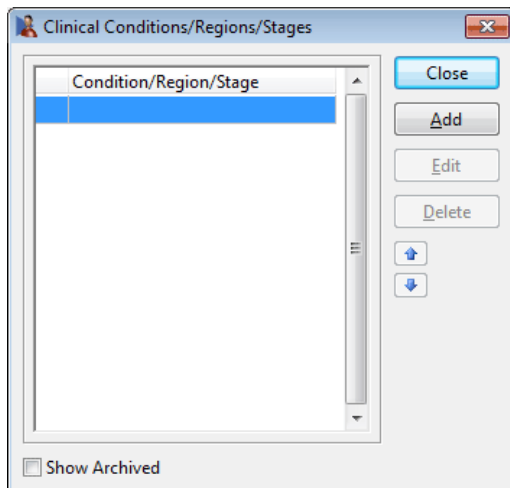 Clinical Conditions/Regions/Stages
Condition/Region/Stage
Close
Add
Edit
Delete
Show Archived